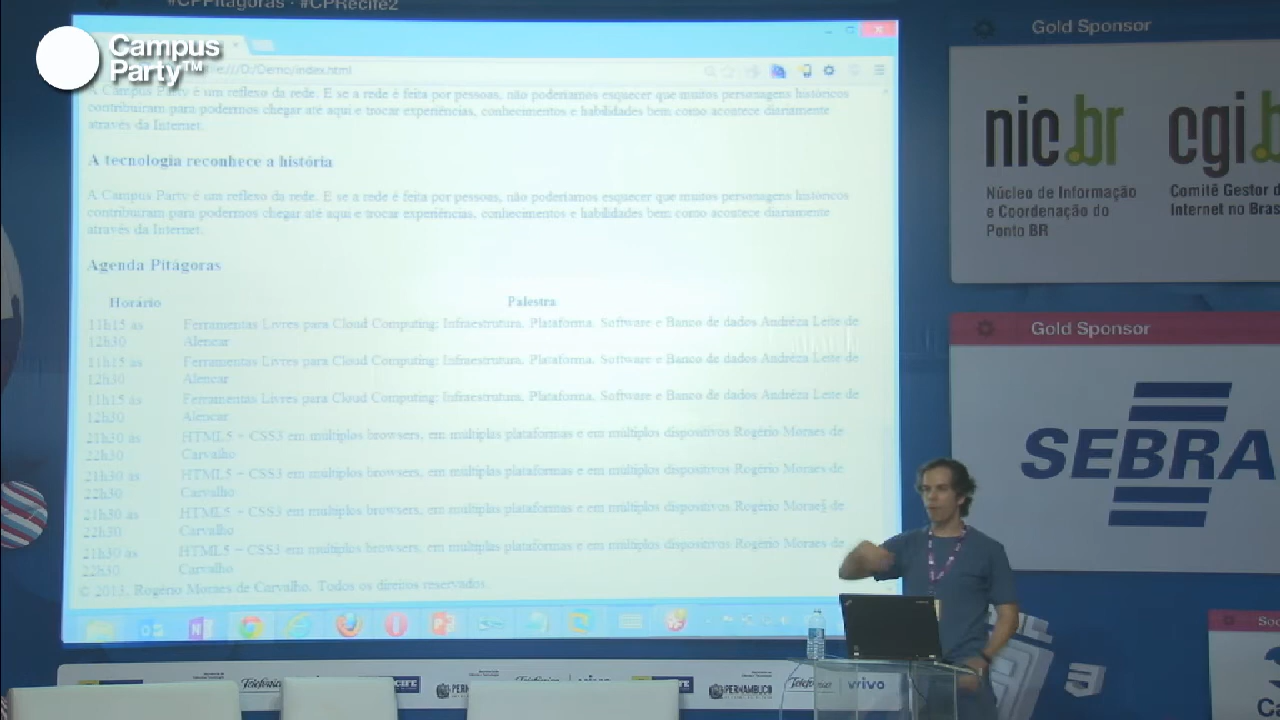 #CPPitagoras · #CPRecife2
Campus
Party™
Gold Sponsor
D:/Demo/index.html
A Campus Party é um reflexo da rede. E se a rede é feita por pessoas, não poderíamos esquecer que muitos personagens históricos
contribuíram para podermos chegar até aqui e trocar experiências, conhecimentos e habilidades bem como acontece diariamente
através da Internet.
A tecnologia reconhece a história
A Campus Party é um reflexo da rede. E se a rede é feita por pessoas, não poderíamos esquecer que muitos personagens históricos
contribuíram para podermos chegar até aqui e trocar experiências, conhecimentos e habilidades bem como acontece diariamente
através da Internet.
Agenda Pitágoras
Horário Palestra
11h15 às Ferramentas Livres para Cloud Computing: Infraestrutura, Plataforma, Software e Banco de dados Andrêza Leite de
12h30 Alencar
11h15 às Ferramentas Livres para Cloud Computing: Infraestrutura, Plataforma, Software e Banco de dados Andrêza Leite de
12h30 Alencar
11h15 às Ferramentas Livres para Cloud Computing: Infraestrutura, Plataforma, Software e Banco de dados Andrêza Leite de
12h30 Alencar
21h30 às HTML5 + CSS3 em múltiplos browsers, em múltiplas plataformas e em múltiplos dispositivos Rogério Moraes de
22h30 Carvalho
21h30 às HTML5 + CSS3 em múltiplos browsers, em múltiplas plataformas e em múltiplos dispositivos Rogério Moraes de
22h30 Carvalho
21h30 às HTML5 + CSS3 em múltiplos browsers, em múltiplas plataformas e em múltiplos dispositivos Rogério Moraes de
22h30 Carvalho
21h30 às HTML5 + CSS3 em múltiplos browsers, em múltiplas plataformas e em múltiplos dispositivos Rogério Moraes de
22h30 Carvalho
© 2013, Rogério Moraes de Carvalho. Todos os direitos reservados.
nic.br
Núcleo de Informação
e Coordenação do
Ponto BR
cgi.b
Comitê Gestor d
Internet no Bras
Gold Sponsor
SEBRA
Telefónica
PERNAMBUCO
vivo